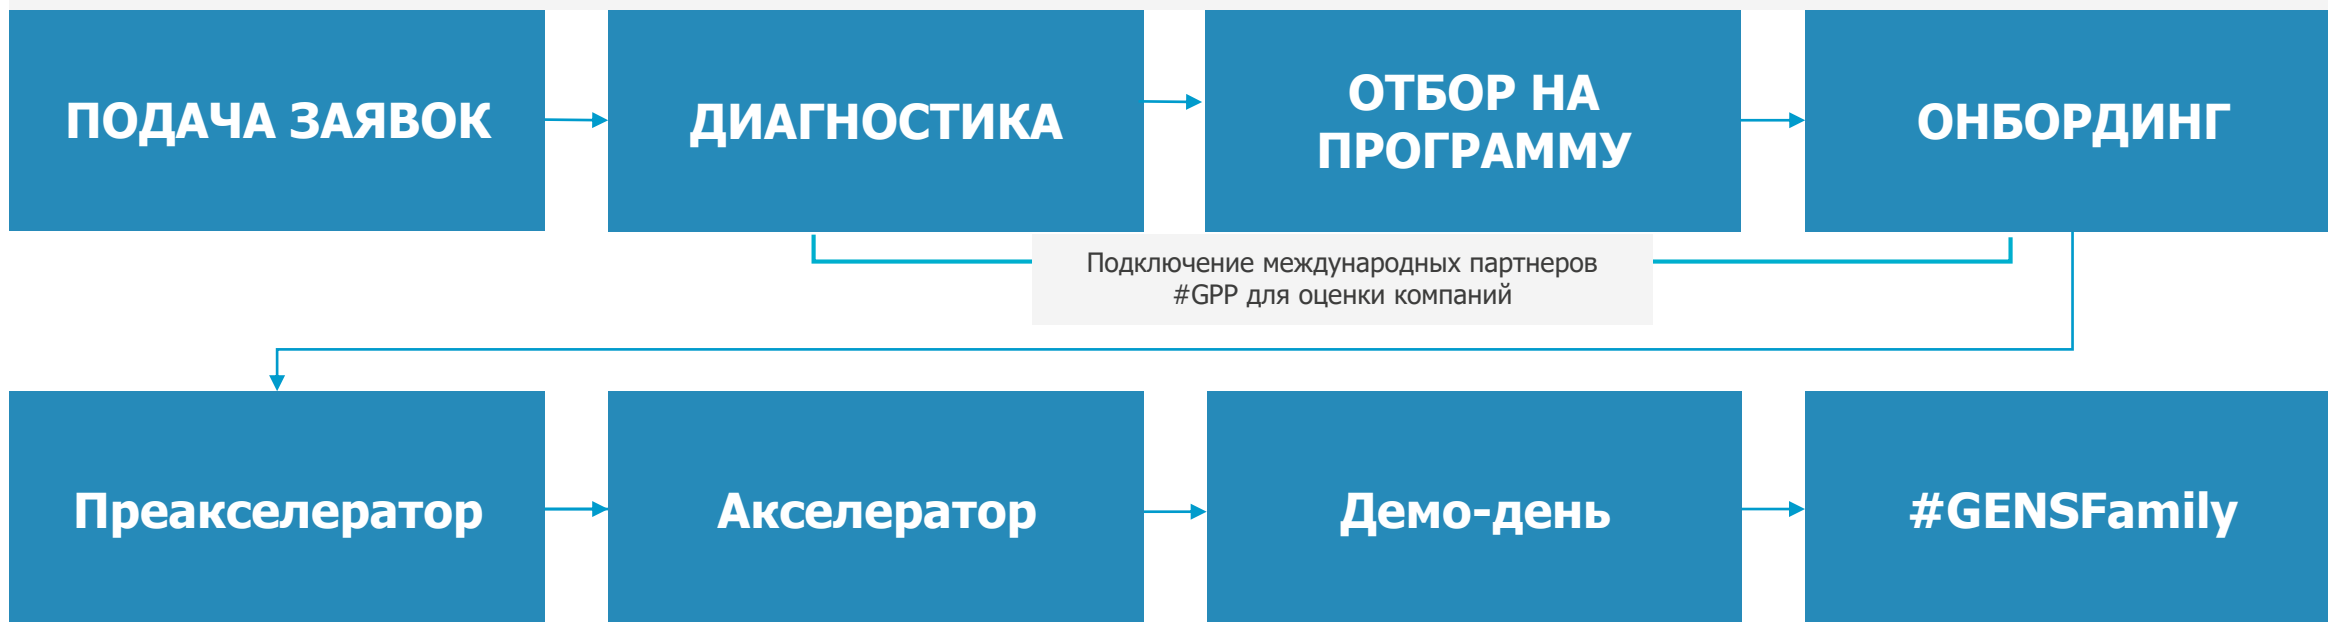 ПОДАЧА ЗАЯВОК
ДИАГНОСТИКА
ОТБОР НА
ПРОГРАММУ
ОНБОРДИНГ
Подключение международных партнеров
#GPP для оценки компаний
Преакселератор
Акселератор
Демо-день
#GENSFamily